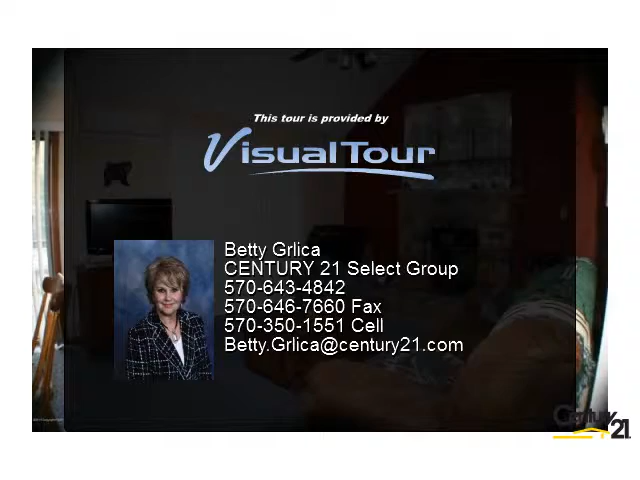 This tour is provided by
VisualTour
Betty Grlica
CENTURY 21 Select Group
570-643-4842
570-646-7660 Fax
570-350-1551 Cell
Betty.Grlica@century21.com
Century
21